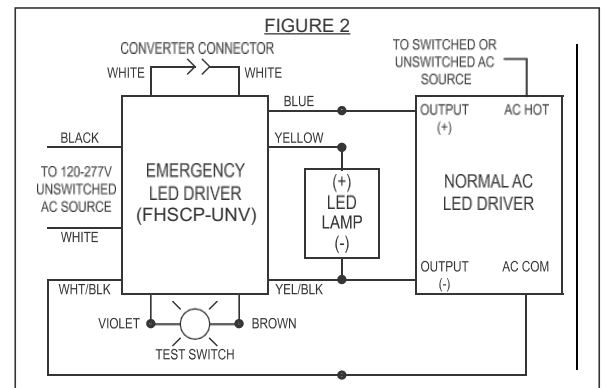 FIGURE 2
CONVERTER CONNECTOR
WHITE
WHITE
TO SWITCHED OR
UNSWITCHED AC
SOURCE
BLUE
OUTPUT
(+)
AC HOT
BLACK
YELLOW
TO 120-277V
UNSWITCHED
AC SOURCE
EMERGENCY
LED DRIVER
(FHSCP-UNV)
(+)
LED
LAMP
(-)
NORMAL AC
LED DRIVER
WHITE
OUTPUT
(-)
AC COM
WHT/BLK
YEL/BLK
VIOLET
BROWN
TEST SWITCH